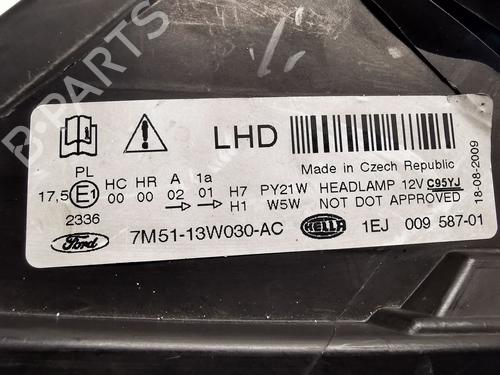 B-PARTS
LHD
Made in Czech Republic
PL HC HR A 1a H7 PY21W HEADLAMP 12V C95YJ
17,5 E1 00 00 02 01 H1 W5W NOT DOT APPROVED
2336
Ford 7M51-13W030-AC HELLA 1EJ 009 587-01
18-08-2009